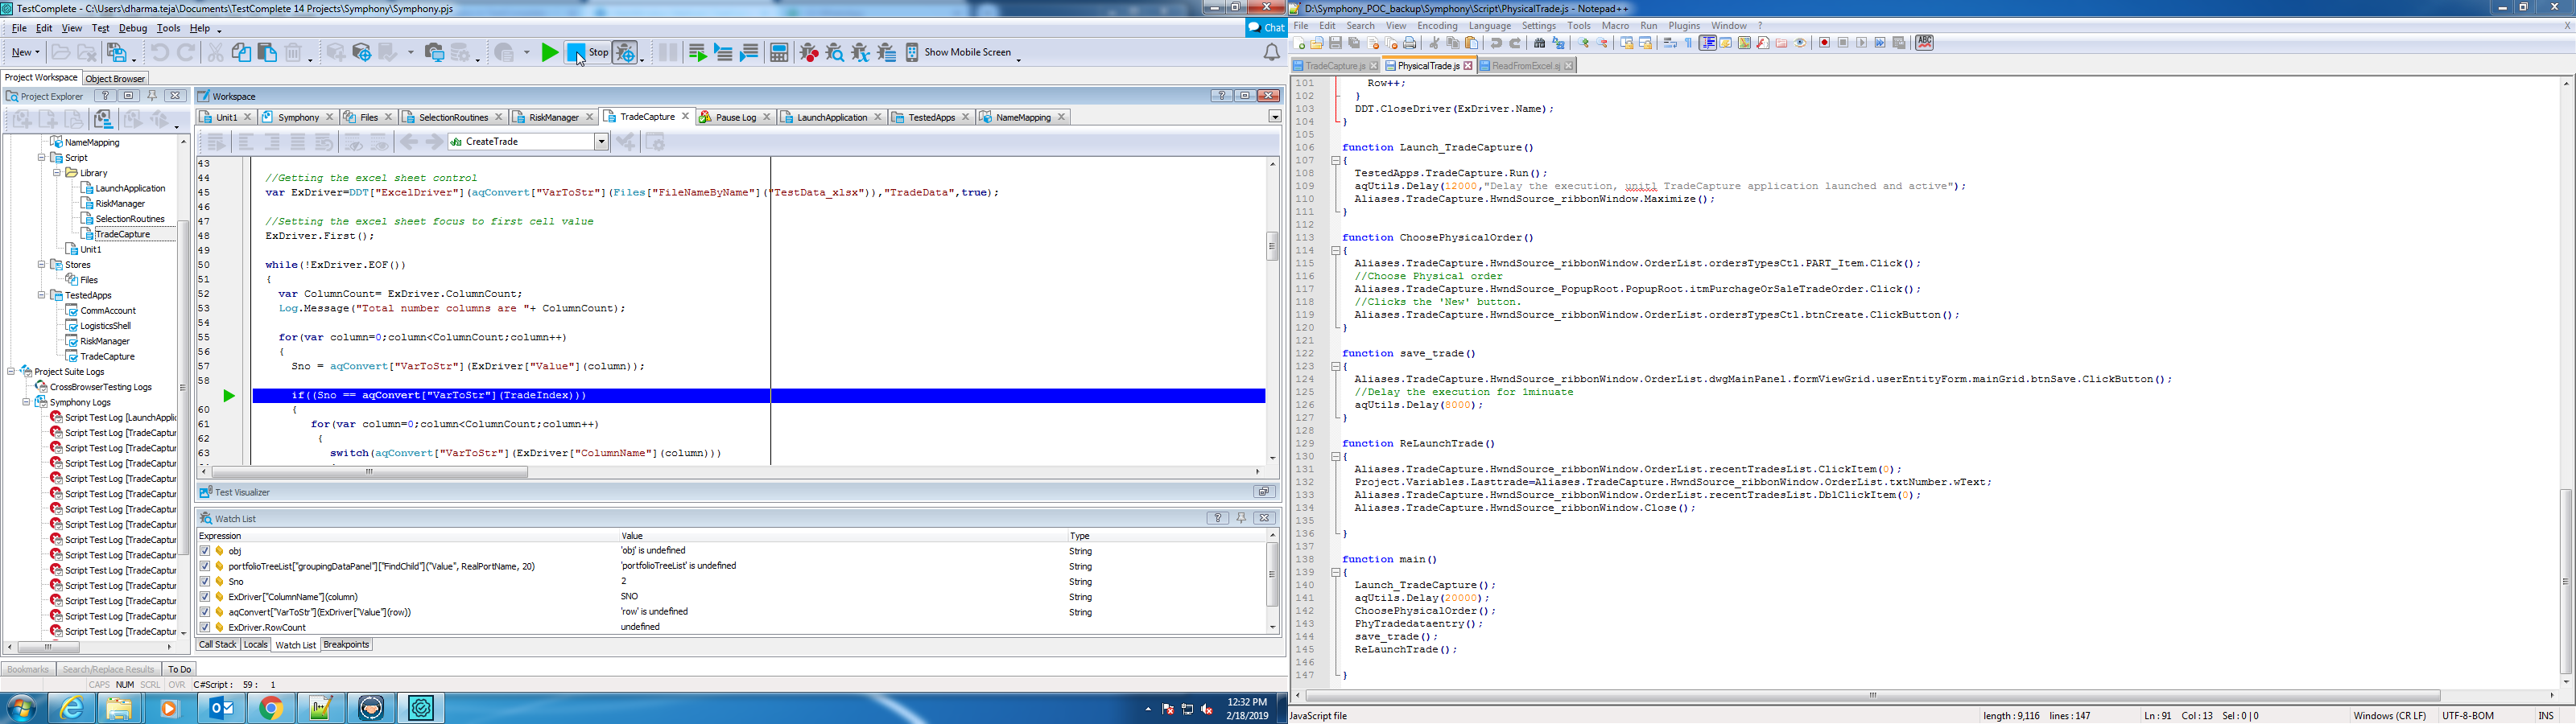 TestComplete - C:\Users\dharma.teja\Documents\TestComplete 14 Projects\Symphony\Symphony.pjs
File Edit View Test Debug Tools Help
Chat
New
Stop
Show Mobile Screen
Project Workspace Object Browser
Project Explorer
NameMapping
Script
Library
LaunchApplication
RiskManager
SelectionRoutines
TradeCapture
Unit1
Stores
Files
TestedApps
CommAccount
LogisticsShell
RiskManager
TradeCapture
Project Suite Logs
CrossBrowserTesting Logs
Symphony Logs
Script Test Log [LaunchApplic
Script Test Log [TradeCaptur
Script Test Log [TradeCaptur
Script Test Log [TradeCaptur
Script Test Log [TradeCaptur
Script Test Log [TradeCaptur
Script Test Log [TradeCaptur
Script Test Log [TradeCaptur
Script Test Log [TradeCaptur
Script Test Log [TradeCaptur
Script Test Log [TradeCaptur
Script Test Log [TradeCaptur
Script Test Log [TradeCaptur
Script Test Log [TradeCaptur
Script Test Log [TradeCaptur
Workspace
Unit1 Symphony Files SelectionRoutines RiskManager TradeCapture Pause Log LaunchApplication TestedApps NameMapping
CreateTrade
43
44 //Getting the excel sheet control
45 var ExDriver=DDT["ExcelDriver"](aqConvert["VarToStr"](Files["FileNameByName"]("TestData_xlsx")),"TradeData",true);
46
47 //Setting the excel sheet focus to first cell value
48 ExDriver.First();
49
50 while(!ExDriver.EOF())
51 {
52 var ColumnCount= ExDriver.ColumnCount;
53 Log.Message("Total number columns are "+ ColumnCount);
54
55 for(var column=0;column<ColumnCount;column++)
56 {
57 Sno = aqConvert["VarToStr"](ExDriver["Value"](column));
58
if((Sno == aqConvert["VarToStr"](TradeIndex)))
60 {
61 for(var column=0;column<ColumnCount;column++)
62 {
63 switch(aqConvert["VarToStr"](ExDriver["ColumnName"](column)))
Test Visualizer
Watch List
Expression Value Type
obj 'obj' is undefined String
portfolioTreeList["groupingDataPanel"]["FindChild"]("Value", RealPortName, 20) 'portfolioTreeList' is undefined String
Sno 2 String
ExDriver["ColumnName"](column) SNO String
aqConvert["VarToStr"](ExDriver["Value"](row)) 'row' is undefined String
ExDriver.RowCount undefined
Call Stack Locals Watch List Breakpoints
Bookmarks Search/Replace Results To Do
CAPS NUM SCRL OVR C#Script : 59 : 1
12:32 PM
2/18/2019
D:\Symphony_POC_backup\Symphony\Script\PhysicalTrade.js - Notepad++
File Edit Search View Encoding Language Settings Tools Macro Run Plugins Window ? X
TradeCapture.js PhysicalTrade.js ReadFromExcel.sj
101 Row++;
102 }
103 DDT.CloseDriver(ExDriver.Name);
104 }
105
106 function Launch_TradeCapture()
107 {
108 TestedApps.TradeCapture.Run();
109 aqUtils.Delay(12000,"Delay the execution, unitl TradeCapture application launched and active");
110 Aliases.TradeCapture.HwndSource_ribbonWindow.Maximize();
111 }
112
113 function ChoosePhysicalOrder()
114 {
115 Aliases.TradeCapture.HwndSource_ribbonWindow.OrderList.ordersTypesCtl.PART_Item.Click();
116 //Choose Physical order
117 Aliases.TradeCapture.HwndSource_PopupRoot.PopupRoot.itmPurchageOrSaleTradeOrder.Click();
118 //Clicks the 'New' button.
119 Aliases.TradeCapture.HwndSource_ribbonWindow.OrderList.ordersTypesCtl.btnCreate.ClickButton();
120 }
121
122 function save_trade()
123 {
124 Aliases.TradeCapture.HwndSource_ribbonWindow.OrderList.dwgMainPanel.formViewGrid.userEntityForm.mainGrid.btnSave.ClickButton();
125 //Delay the execution for 1minuate
126 aqUtils.Delay(8000);
127 }
128
129 function ReLaunchTrade()
130 {
131 Aliases.TradeCapture.HwndSource_ribbonWindow.OrderList.recentTradesList.ClickItem(0);
132 Project.Variables.Lasttrade=Aliases.TradeCapture.HwndSource_ribbonWindow.OrderList.txtNumber.wText;
133 Aliases.TradeCapture.HwndSource_ribbonWindow.OrderList.recentTradesList.DblClickItem(0);
134 Aliases.TradeCapture.HwndSource_ribbonWindow.Close();
135
136 }
137
138 function main()
139 {
140 Launch_TradeCapture();
141 aqUtils.Delay(20000);
142 ChoosePhysicalOrder();
143 PhyTradedataentry();
144 save_trade();
145 ReLaunchTrade();
146
147 }
JavaScript file length : 9,116 lines : 147 Ln : 91 Col : 13 Sel : 0 | 0 Windows (CR LF) UTF-8-BOM INS